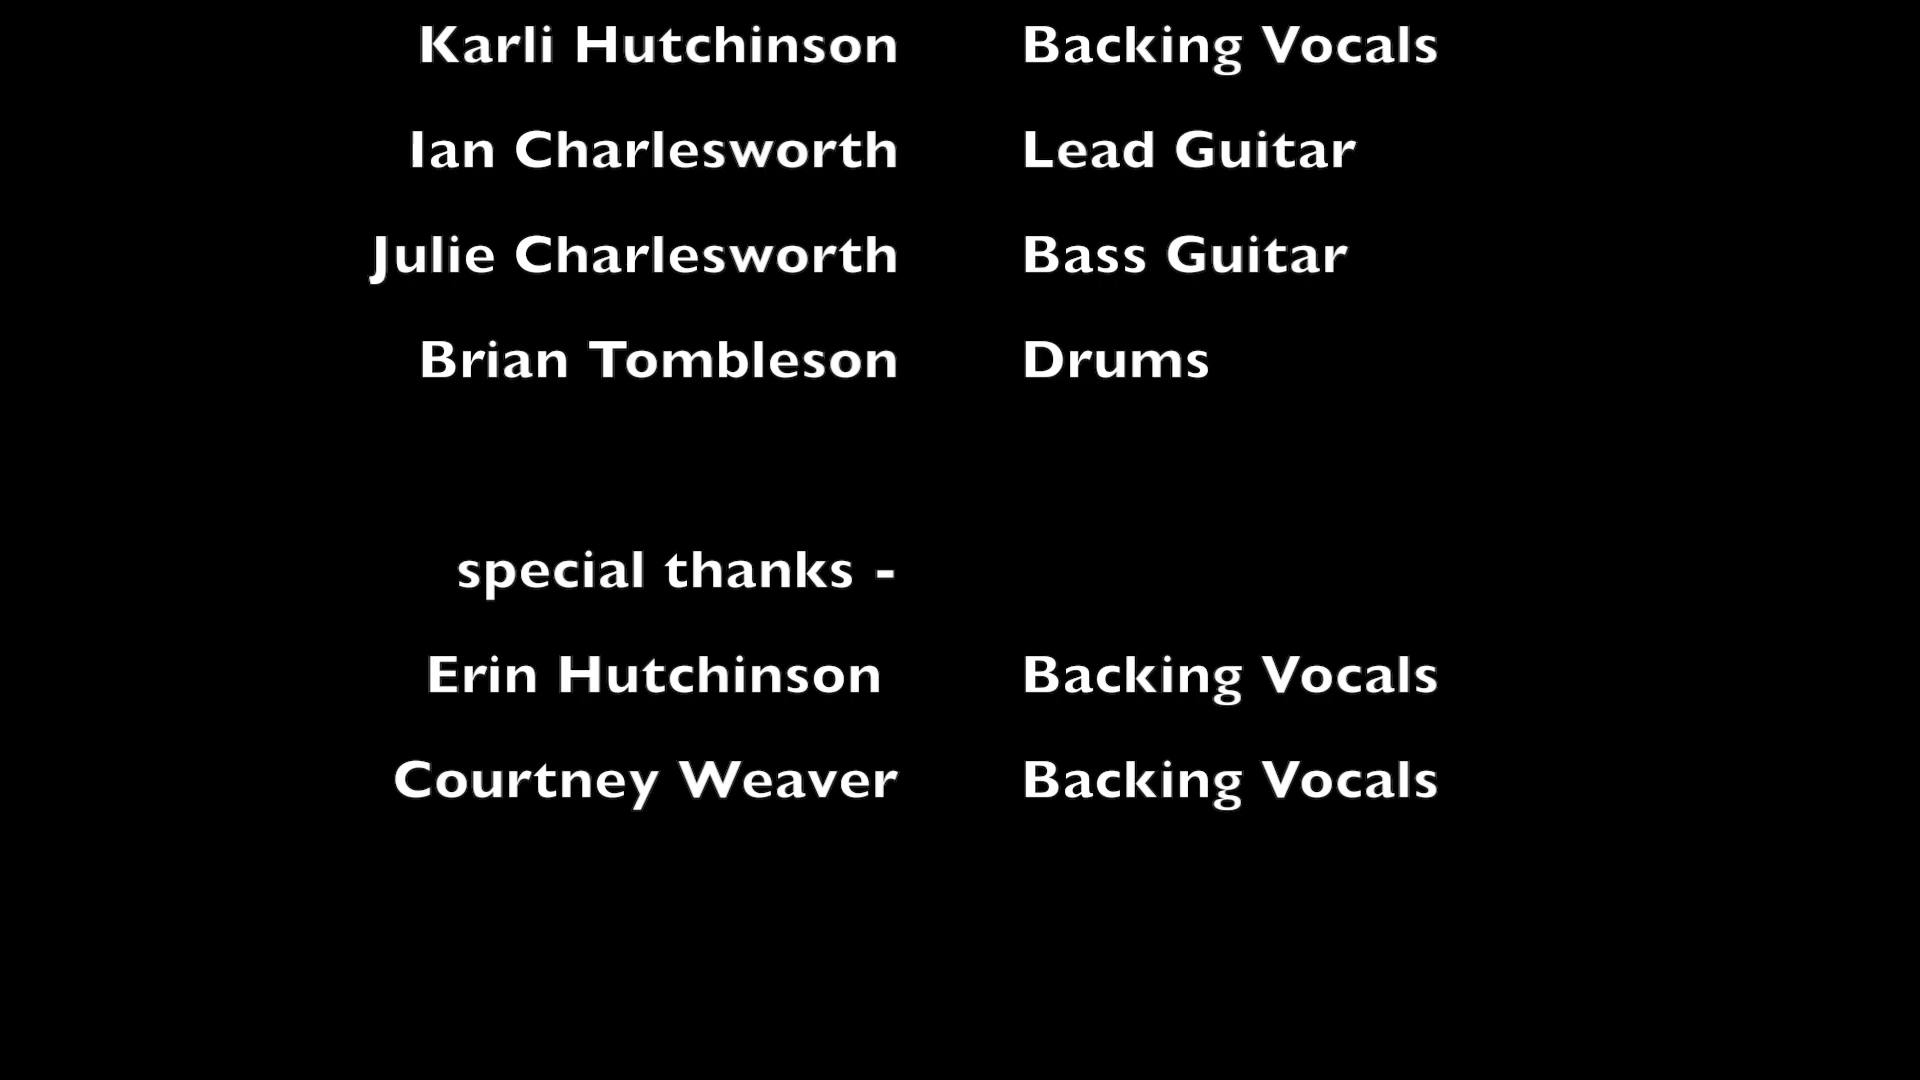 Karli Hutchinson Backing Vocals
Ian Charlesworth Lead Guitar
Julie Charlesworth Bass Guitar
Brian Tombleson Drums
special thanks -
Erin Hutchinson Backing Vocals
Courtney Weaver Backing Vocals